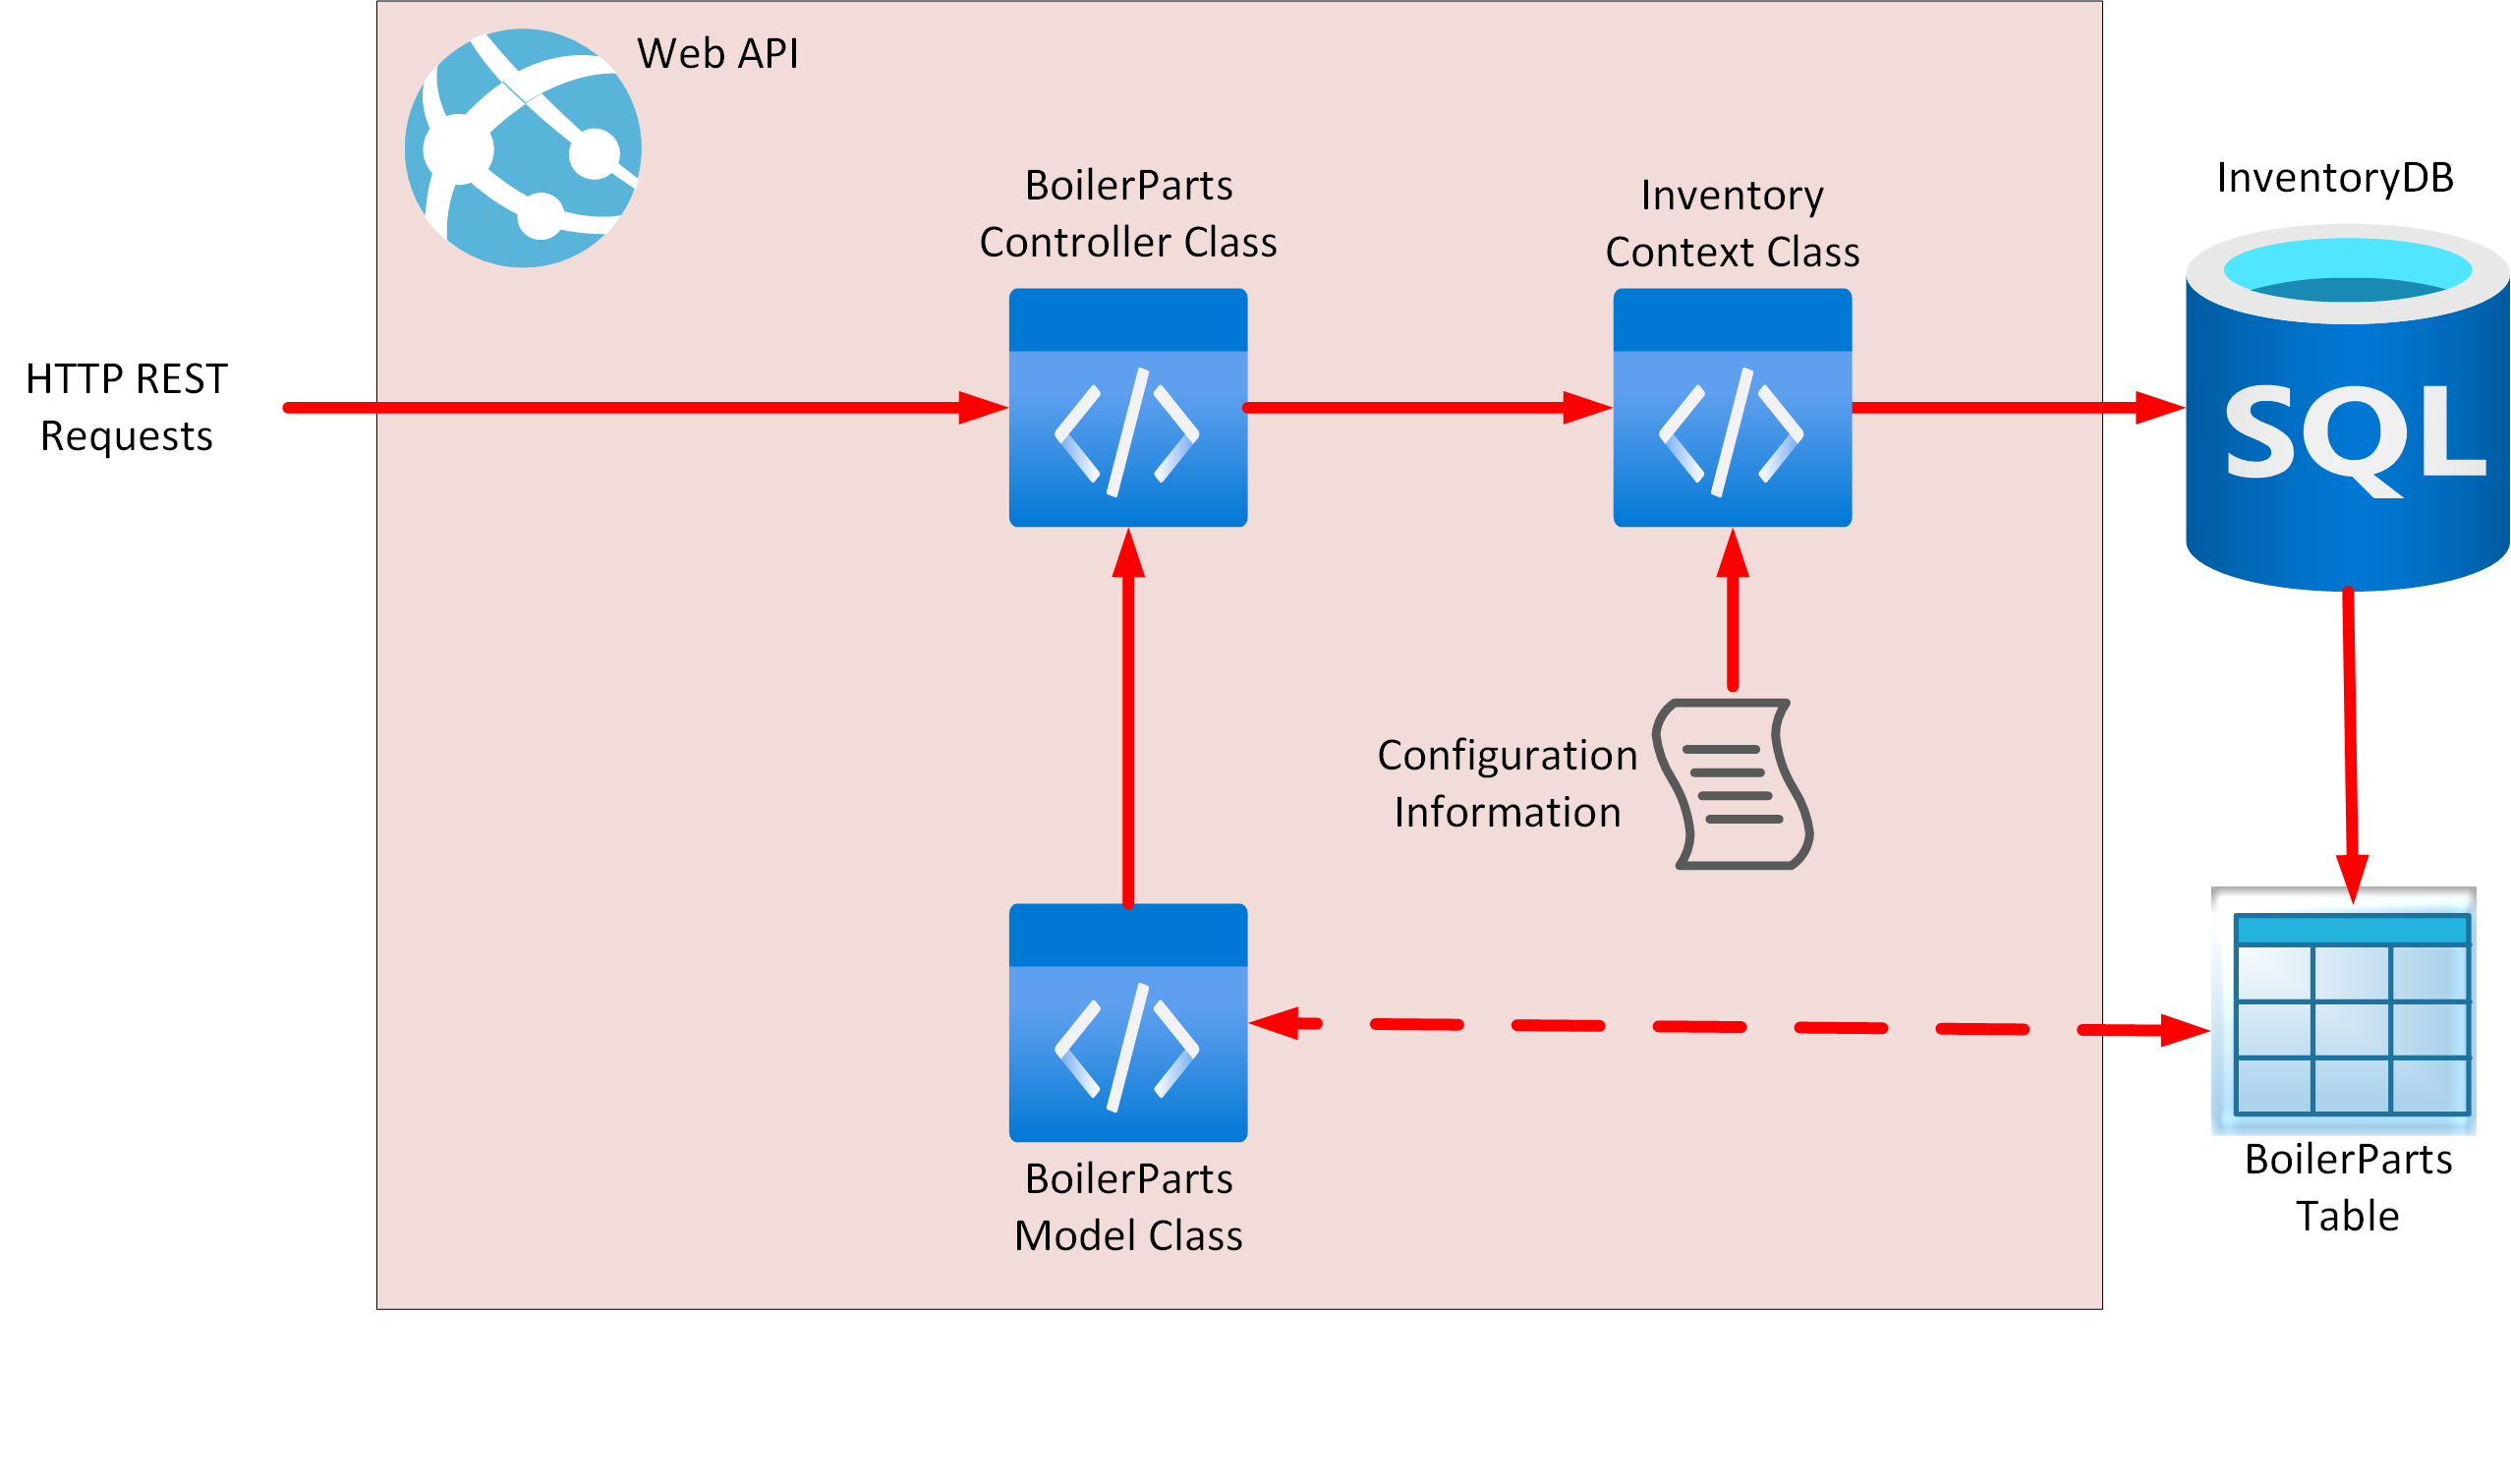 Web API
BoilerParts
Controller Class
Inventory
Context Class
InventoryDB
HTTP REST
Requests
SQL
Configuration
Information
BoilerParts
Model Class
BoilerParts
Table